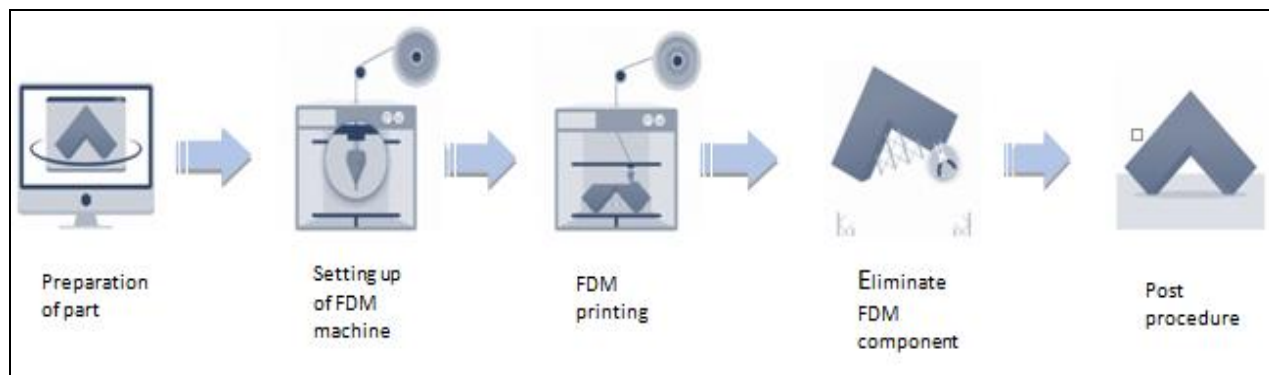 Preparation
of part
Setting up
of FDM
machine
FDM
printing
Eliminate
FDM
component
Post
procedure